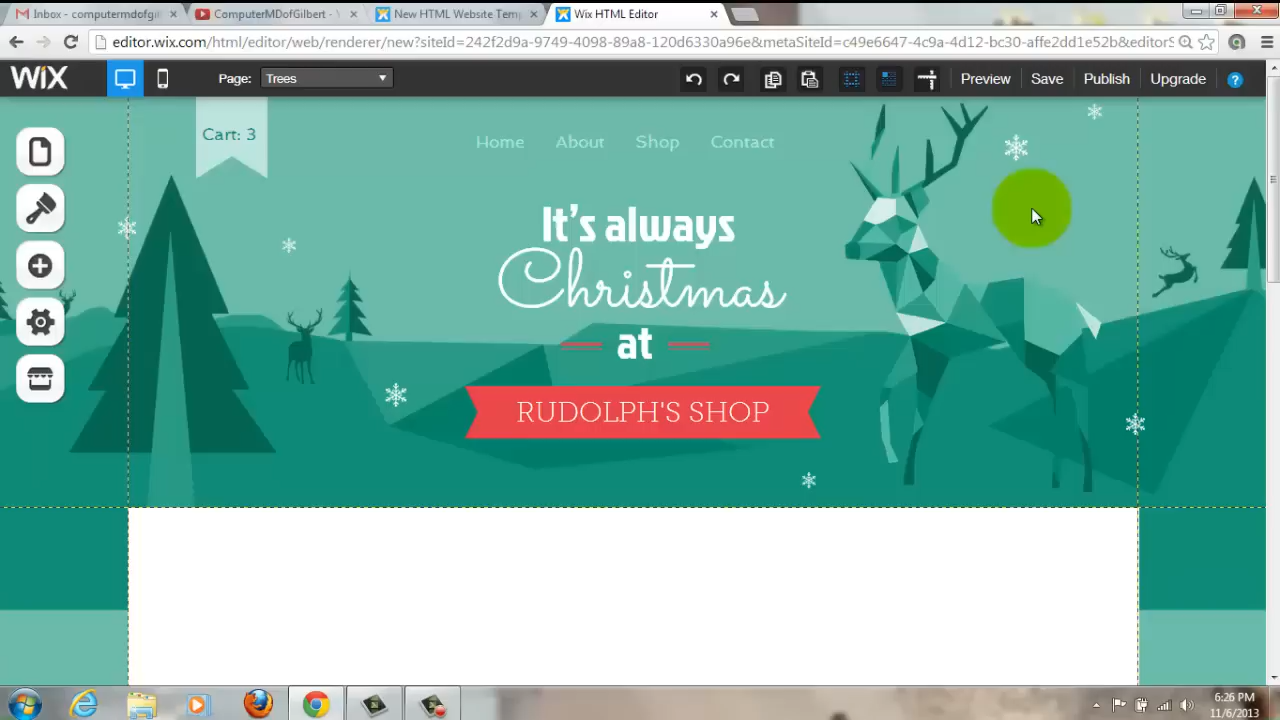 Inbox - computermdofgil
ComputerMDofGilbert - Y
New HTML Website Temp
Wix HTML Editor
editor.wix.com/html/editor/web/renderer/new?siteId=242f2d9a-9749-4098-89a8-120d6330a96e&metaSiteId=c49e6647-4c9a-4d12-bc30-affe2dd1e52b&editorS
WiX
Page:
Trees
Preview
Save
Publish
Upgrade
?
Cart: 3
Home
About
Shop
Contact
It's always
Christmas
at
RUDOLPH'S SHOP
6:26 PM
11/6/2013